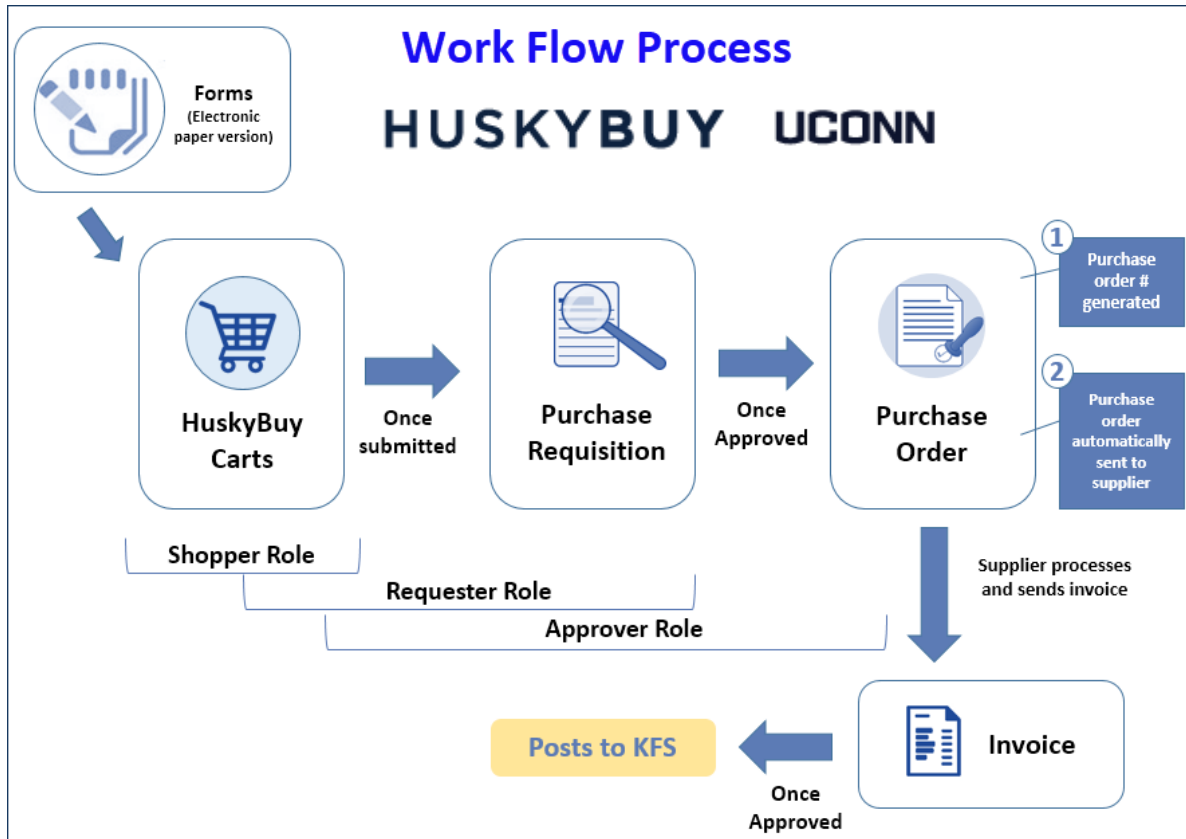 Work Flow Process
HUSKYBUY UCONN
Forms
(Electronic
paper version)
HuskyBuy
Carts
Once
submitted
Purchase
Requisition
Once
Approved
Purchase
Order
1
Purchase
order #
generated
2
Purchase
order
automatically
sent to
supplier
Shopper Role
Requester Role
Approver Role
Supplier processes
and sends invoice
Invoice
Once
Approved
Posts to KFS